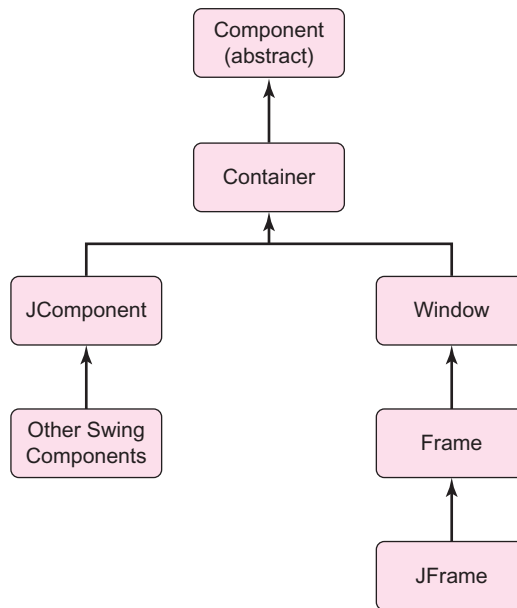 Component
(abstract)
Container
JComponent
Window
Other Swing
Components
Frame
JFrame